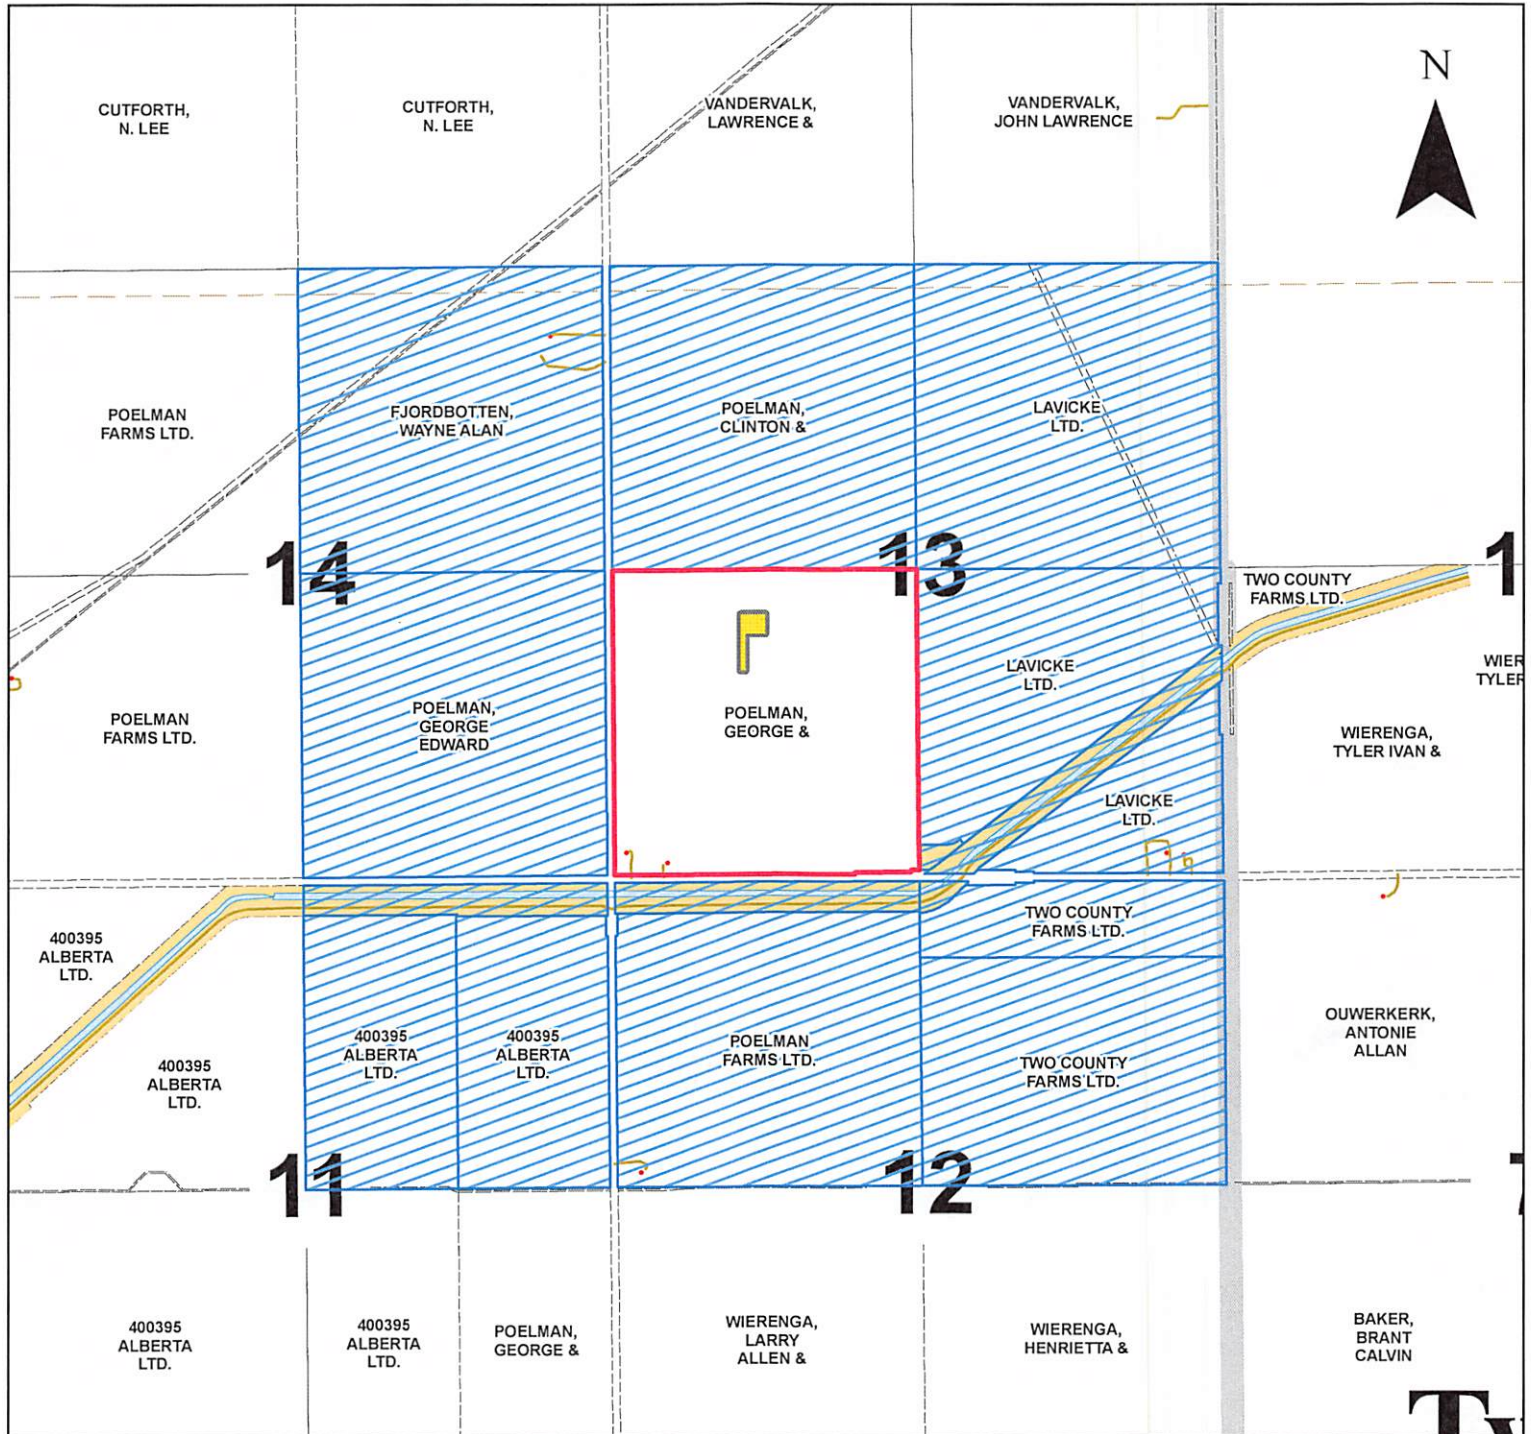 N
CUTFORTH,
N. LEE
CUTFORTH,
N. LEE
VANDERVALK,
LAWRENCE &
VANDERVALK,
JOHN LAWRENCE
POELMAN
FARMS LTD.
FJORDBOTTEN,
WAYNE ALAN
POELMAN,
CLINTON &
LAVICKE
LTD.
14
13
1
TWO COUNTY
FARMS LTD.
POELMAN
FARMS LTD.
POELMAN,
GEORGE
EDWARD
POELMAN,
GEORGE &
LAVICKE
LTD.
WIER
TYLER
WIERENGA,
TYLER IVAN &
LAVICKE
LTD.
400395
ALBERTA
LTD.
TWO COUNTY
FARMS LTD.
400395
ALBERTA
LTD.
400395
ALBERTA
LTD.
400395
ALBERTA
LTD.
POELMAN
FARMS LTD.
TWO COUNTY
FARMS LTD.
OUWERKERK,
ANTONIE
ALLAN
11
12
400395
ALBERTA
LTD.
400395
ALBERTA
LTD.
POELMAN,
GEORGE &
WIERENGA,
LARRY
ALLEN &
WIERENGA,
HENRIETTA &
BAKER,
BRANT
CALVIN